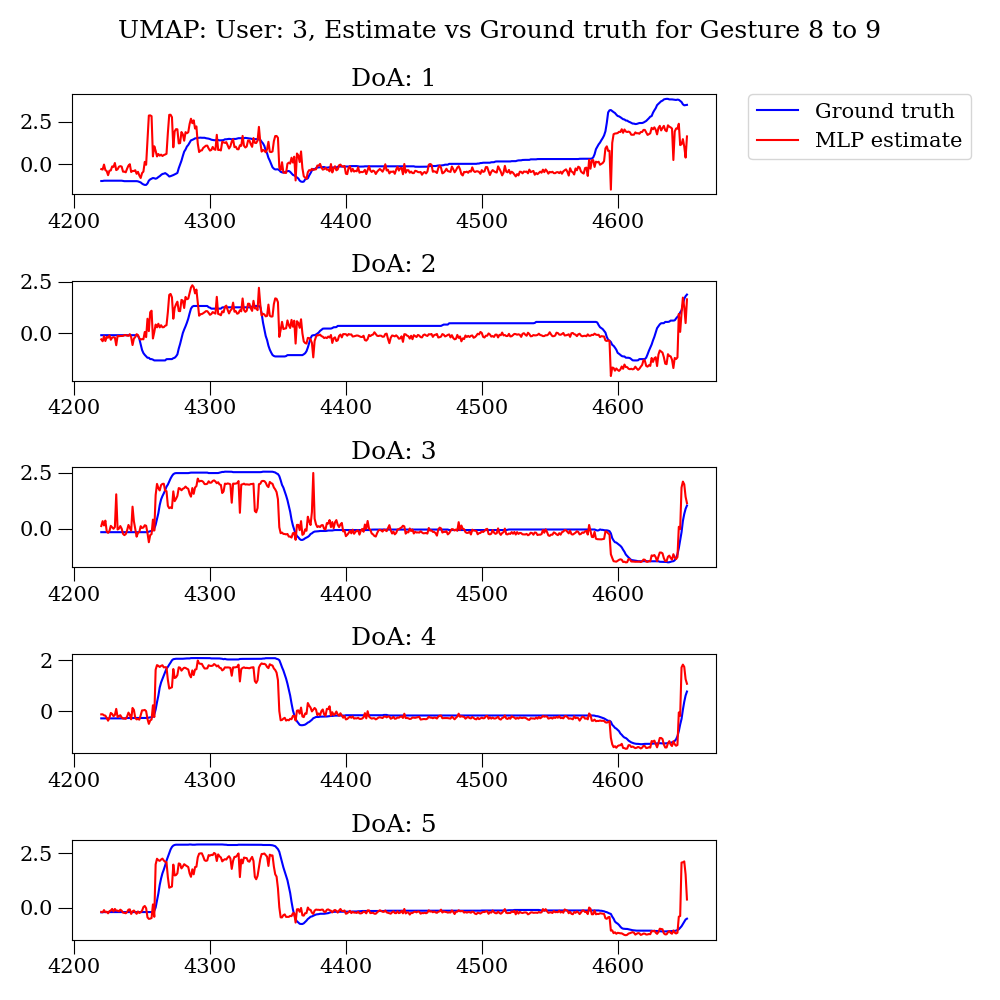 UMAP: User: 3, Estimate vs Ground truth for Gesture 8 to 9
DoA: 1
Ground truth
MLP estimate
2.5
0.0
4200 4300 4400 4500 4600
DoA: 2
2.5
0.0
4200 4300 4400 4500 4600
DoA: 3
2.5
0.0
4200 4300 4400 4500 4600
DoA: 4
2
0
4200 4300 4400 4500 4600
DoA: 5
2.5
0.0
4200 4300 4400 4500 4600